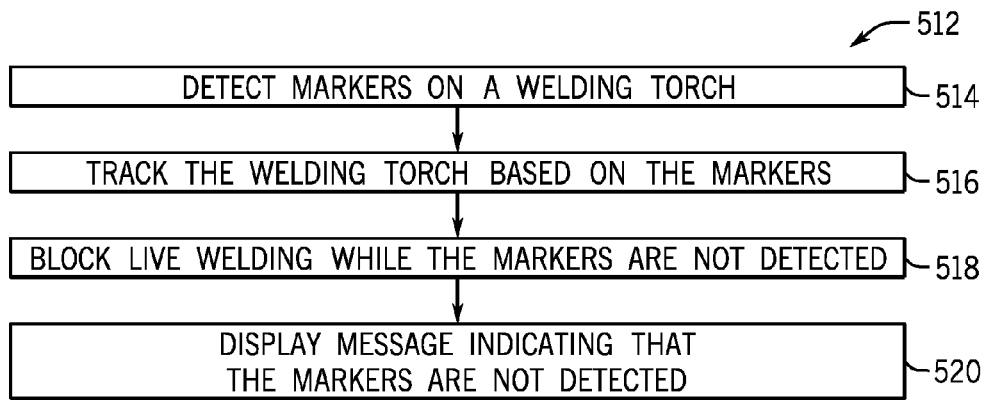 512
DETECT MARKERS ON A WELDING TORCH
514
TRACK THE WELDING TORCH BASED ON THE MARKERS
516
BLOCK LIVE WELDING WHILE THE MARKERS ARE NOT DETECTED
518
DISPLAY MESSAGE INDICATING THAT
THE MARKERS ARE NOT DETECTED
520